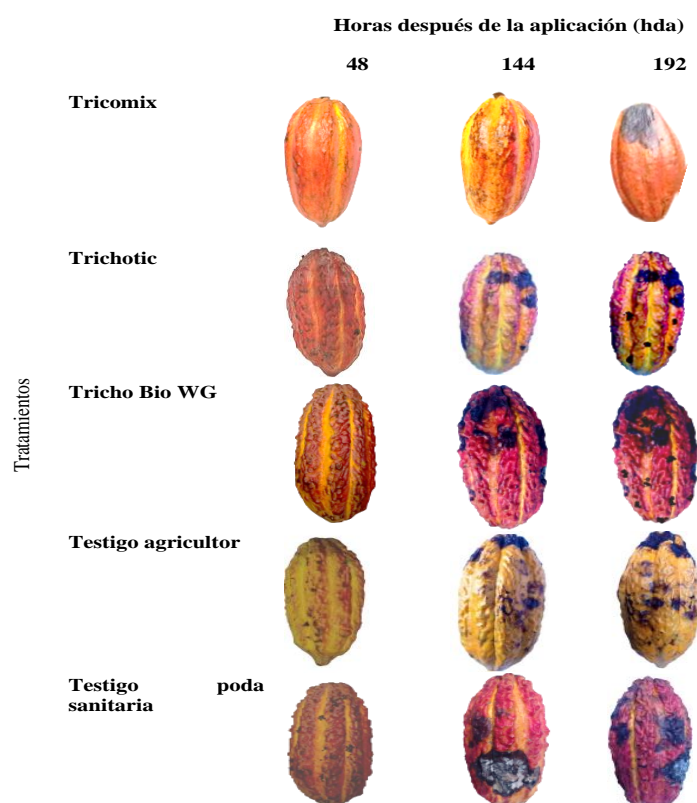 Horas después de la aplicación (hda)
48 144 192
Tricomix
Trichotic
Tratamientos
Tricho Bio WG
Testigo agricultor
Testigo poda
sanitaria